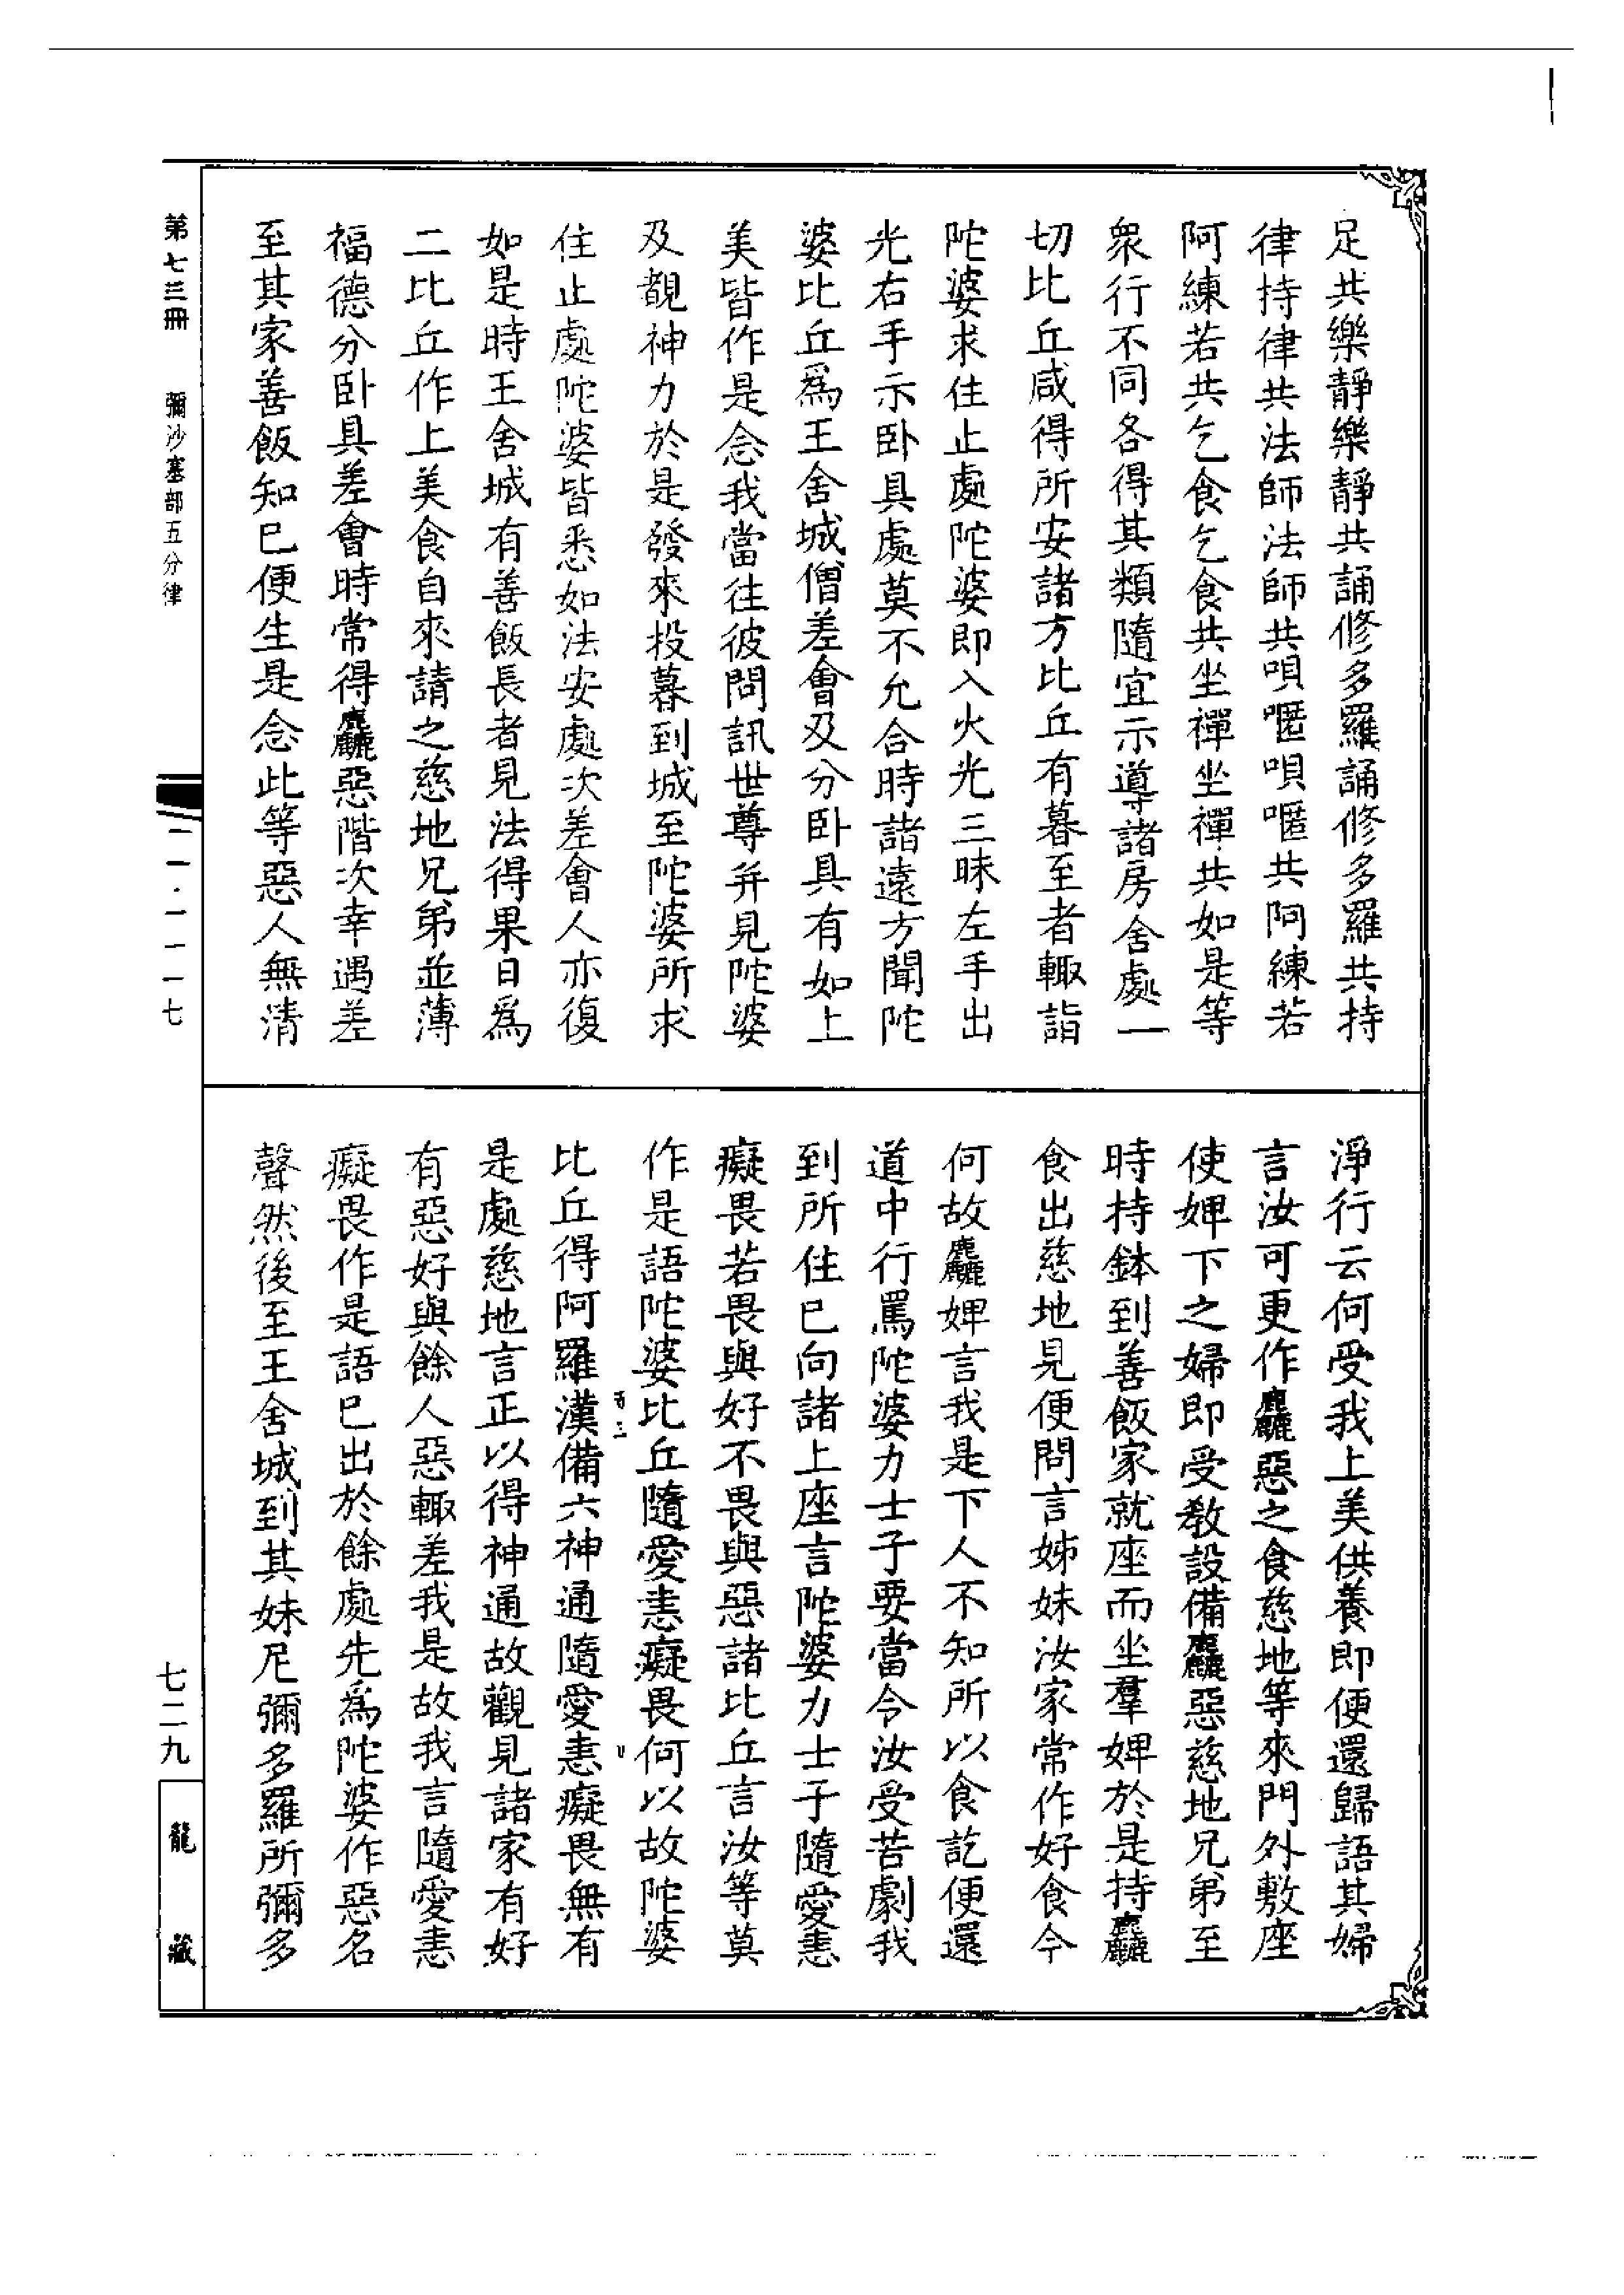 足共樂靜樂靜共誦修多羅誦修多羅共持
律持律共法師法師共唄嚂唄嚂共阿練若
阿練若共乞食乞食共坐禪坐禪共如是等
衆行不同各得其類隨宜示導諸房舍處一
切比丘咸得所安諸方比丘有暮至者輙詣
陀婆求住止處陀婆即入火光三昧左手出
光右手示卧具處莫不允合時諸遠方聞陀
婆比丘爲王舍城僧差會及分卧具有如上
美皆作是念我當往彼問訊世尊并見陀婆
及覩神力於是發來投暮到城至陀婆所求
住止處陀婆皆悉如法安處次差會人亦復
如是時王舍城有善飯長者見法得果日爲
二比丘作上美食自來請之慈地兄弟並薄
福德分卧具差會時常得麤惡階次幸遇差
至其家善飯知已便生是念此等惡人無清
淨行云何受我上美供養即便還歸語其婦
言汝可更作麤惡之食慈地等來門外敷座
使婢下之婦即受教設備麤惡慈地兄弟至
時持鉢到善飯家就座而坐羣婢於是持麤
食出慈地見便問言姊妹汝家常作好食今
何故麤婢言我是下人不知所以食訖便還
道中行罵陀婆力士子要當令汝受苦劇我
到所住已向諸上座言陀婆力士子隨愛恚
癡畏若畏與好不畏與惡諸比丘言汝等莫
作是語陀婆比丘隨愛恚癡畏何以故陀婆
比丘得阿羅漢備六神通隨愛恚癡畏無有
是處慈地言正以得神通故觀見諸家有好
有惡好與餘人惡輙差我是故我言隨愛恚
癡畏作是語已出於餘處先爲陀婆作惡名
聲然後至王舍城到其妹尼彌多羅所彌多
第七三冊 彌沙塞部五分律
一一·一一一七
七二九
龍藏